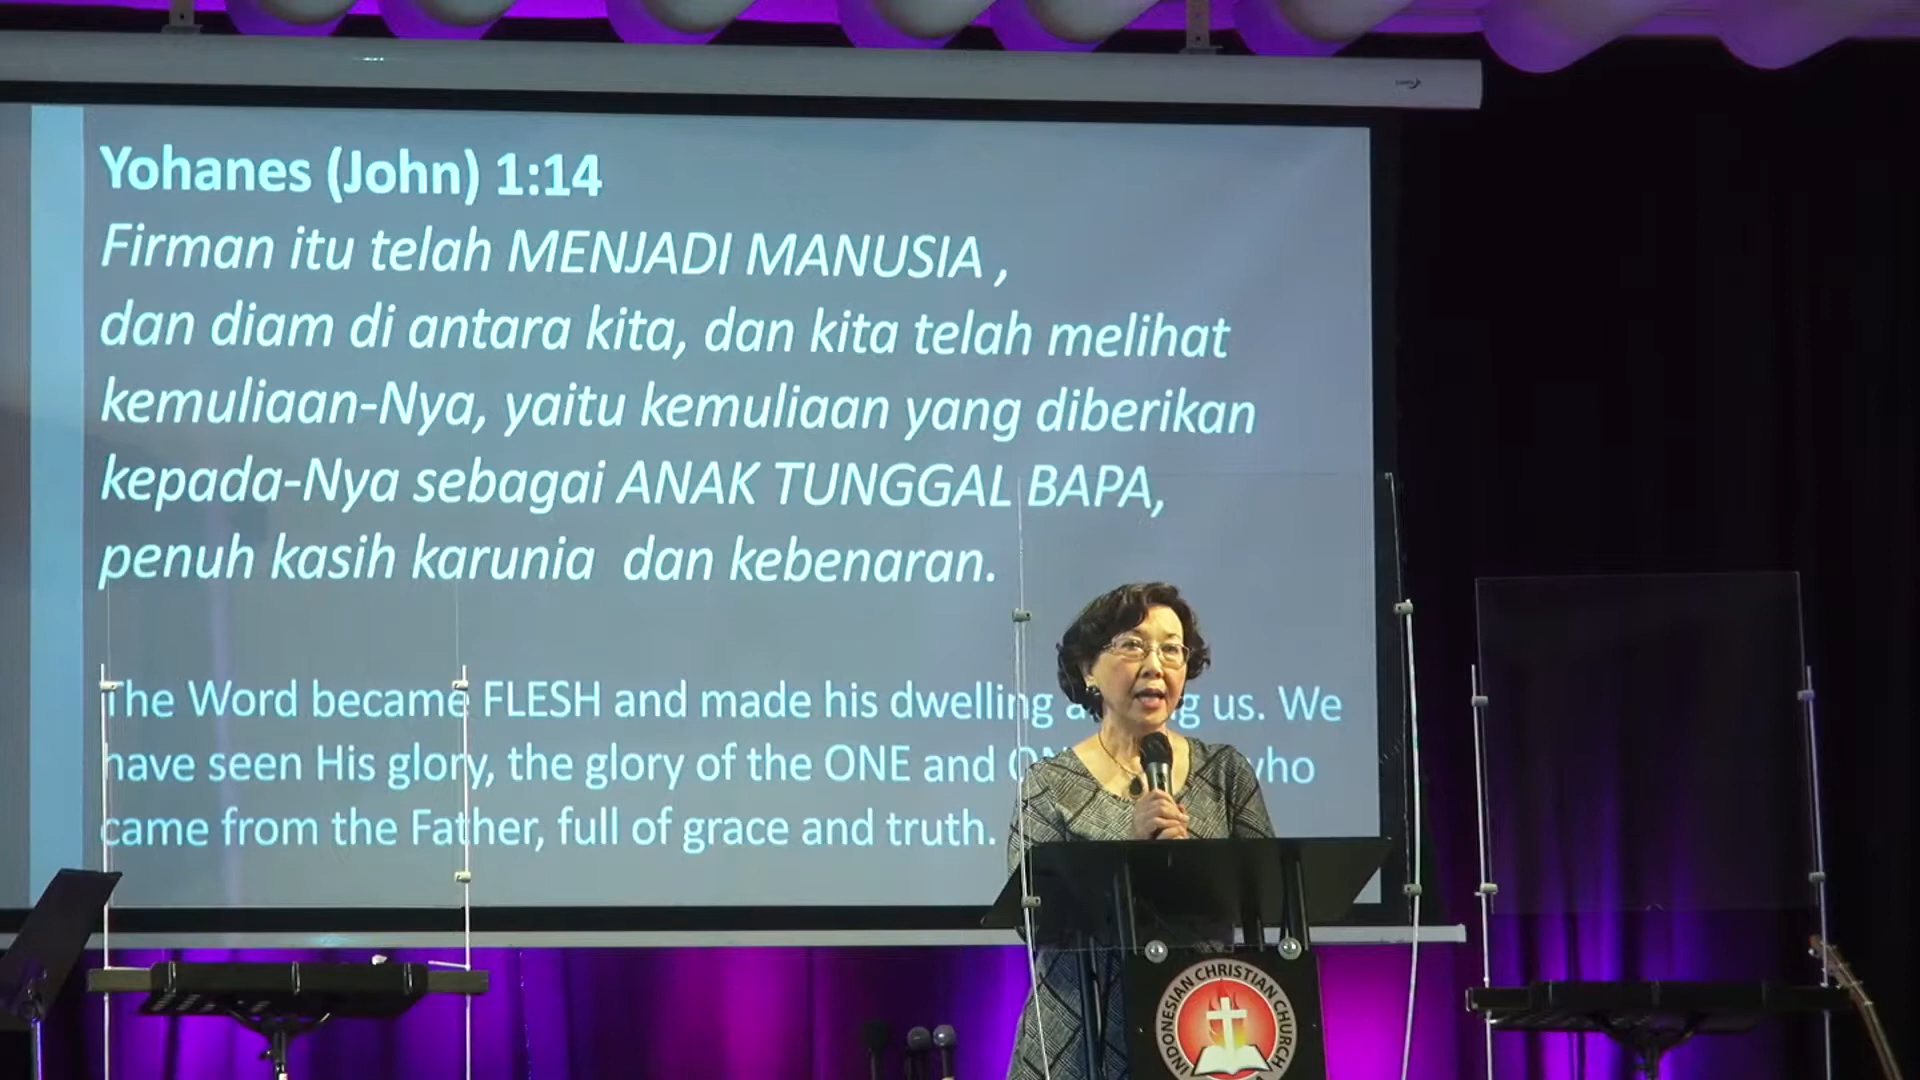 Yohanes (John) 1:14
Firman itu telah MENJADI MANUSIA ,
dan diam di antara kita, dan kita telah melihat
kemuliaan-Nya, yaitu kemuliaan yang diberikan
kepada-Nya sebagai ANAK TUNGGAL BAPA,
penuh kasih karunia dan kebenaran.
The Word became FLESH and made his dwelling us. We
have seen His glory, the glory of the ONE and who
came from the Father, full of grace and truth.
INDONESIAN CHRISTIAN CHURCH